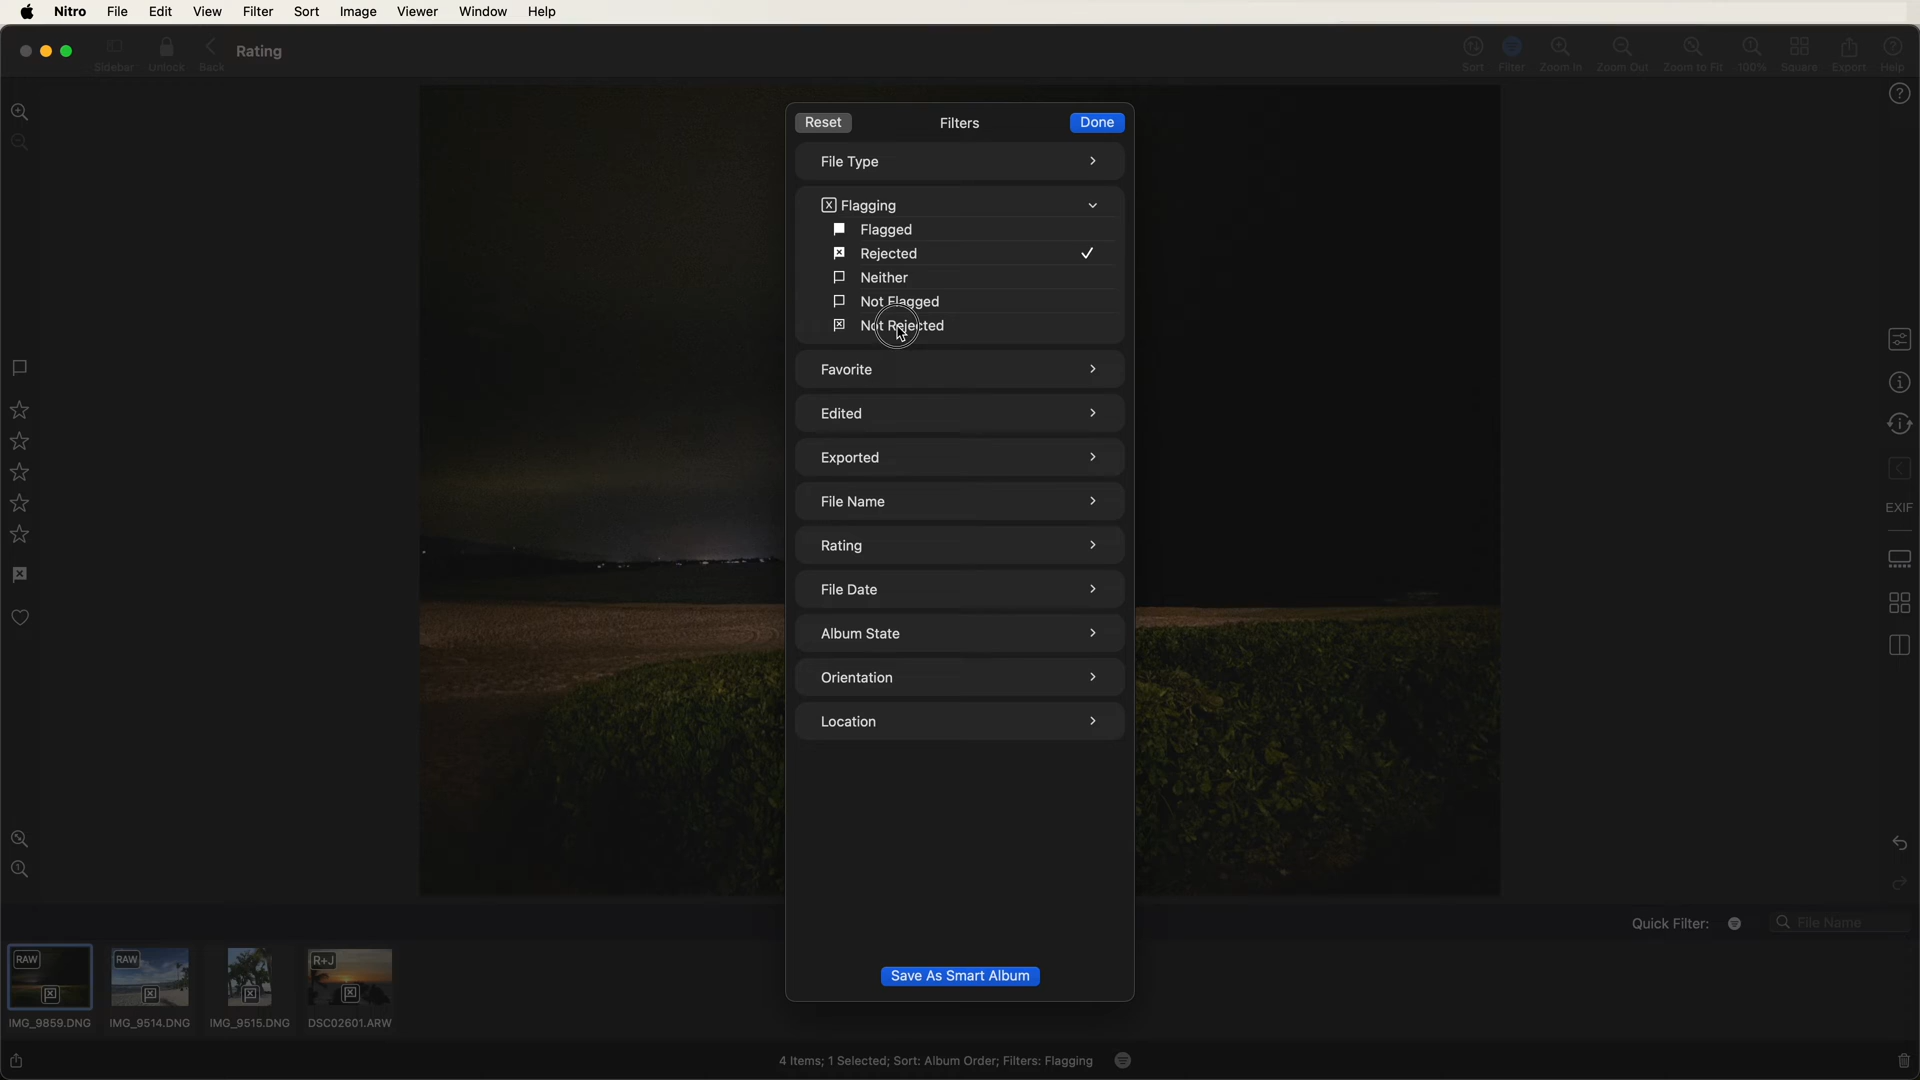 Nitro File Edit View Filter Sort Image Viewer Window Help
Sidebar Unlock Back Rating Sort Filter Zoom In Zoom Out Zoom to Fit 100% Square Export Help
Reset Filters Done
File Type
Flagging
Flagged
Rejected
Neither
Not Flagged
Not Rejected
Favorite
Edited
Exported
File Name
Rating
File Date
Album State
Orientation
Location
Save As Smart Album
EXIF
Quick Filter: File Name
RAW RAW R+J
IMG_9859.DNG IMG_9514.DNG IMG_9515.DNG DSC02601.ARW
4 Items; 1 Selected; Sort: Album Order; Filters: Flagging